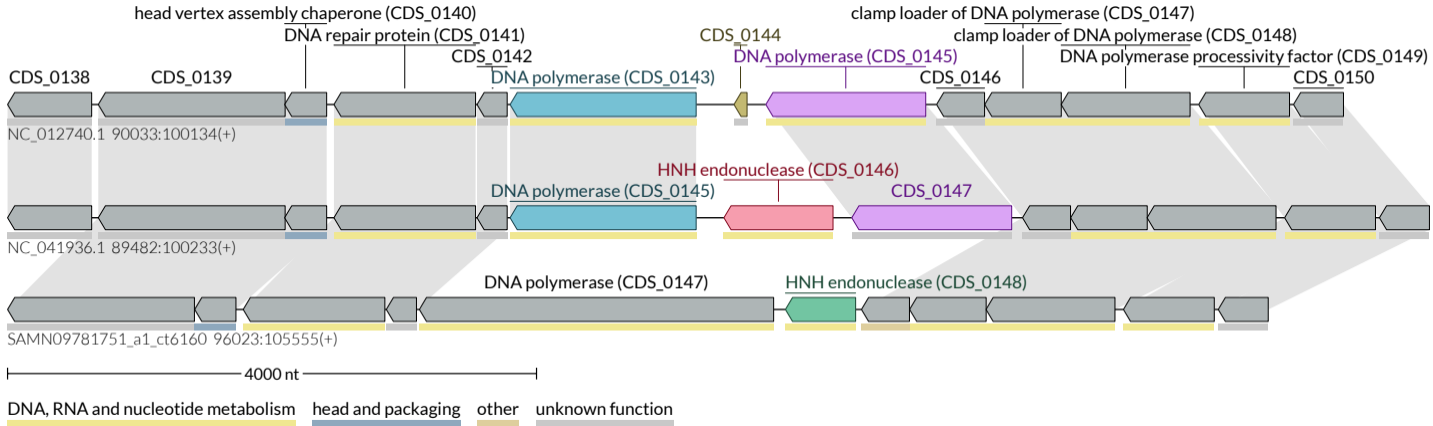 head vertex assembly chaperone (CDS_0140)
clamp loader of DNA polymerase (CDS_0147)
DNA repair protein (CDS_0141)
CDS_0144
clamp loader of DNA polymerase (CDS_0148)
CDS_0142
DNA polymerase (CDS_0145)
DNA polymerase processivity factor (CDS_0149)
CDS_0138
CDS_0139
DNA polymerase (CDS_0143)
CDS_0146
CDS_0150
NC_012740.1 90033:100134(+)
HNH endonuclease (CDS_0146)
DNA polymerase (CDS_0145)
CDS_0147
NC_041936.1 89482:100233(+)
DNA polymerase (CDS_0147)
HNH endonuclease (CDS_0148)
SAMN09781751_a1_ct6160 96023:105555(+)
4000 nt
DNA, RNA and nucleotide metabolism
head and packaging
other
unknown function